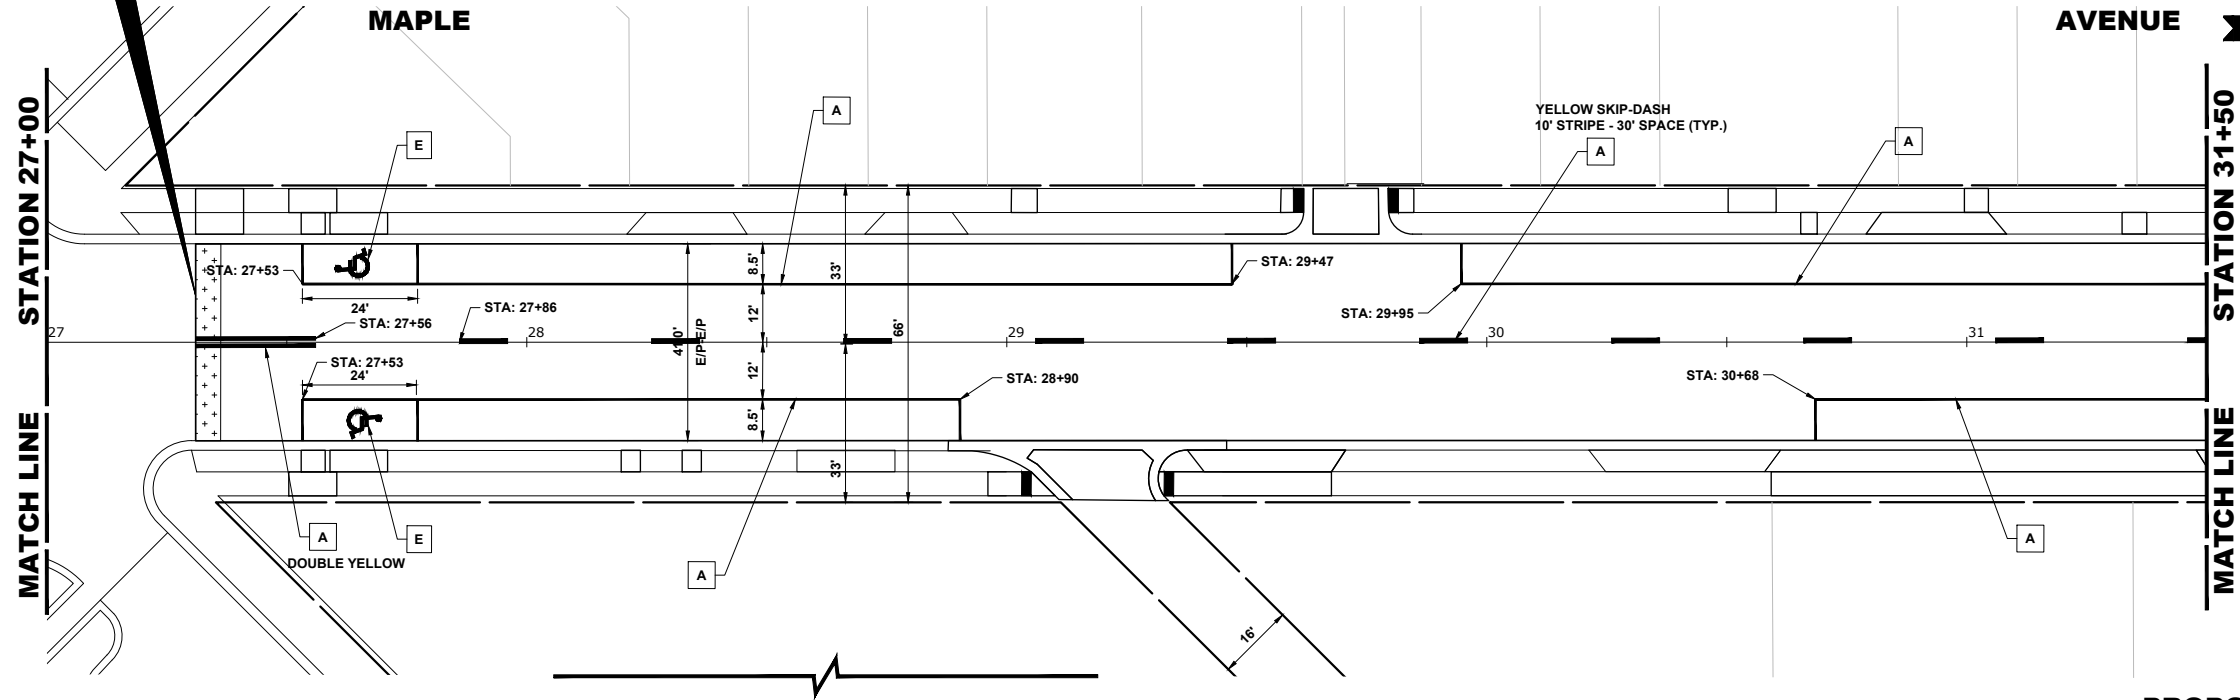 MAPLE
AVENUE
STATION 27+00
MATCH LINE
STATION 31+50
MATCH LINE
A
E
YELLOW SKIP-DASH
10' STRIPE - 30' SPACE (TYP.)
A
A
STA: 27+53
24'
STA: 27+56
STA: 27+86
8.5'
33'
12'
66'
41.0'
E/P-E/P
STA: 29+47
STA: 29+95
27
28
29
30
31
STA: 27+53
24'
12'
8.5'
33'
STA: 28+90
STA: 30+68
A
DOUBLE YELLOW
E
A
A
16'